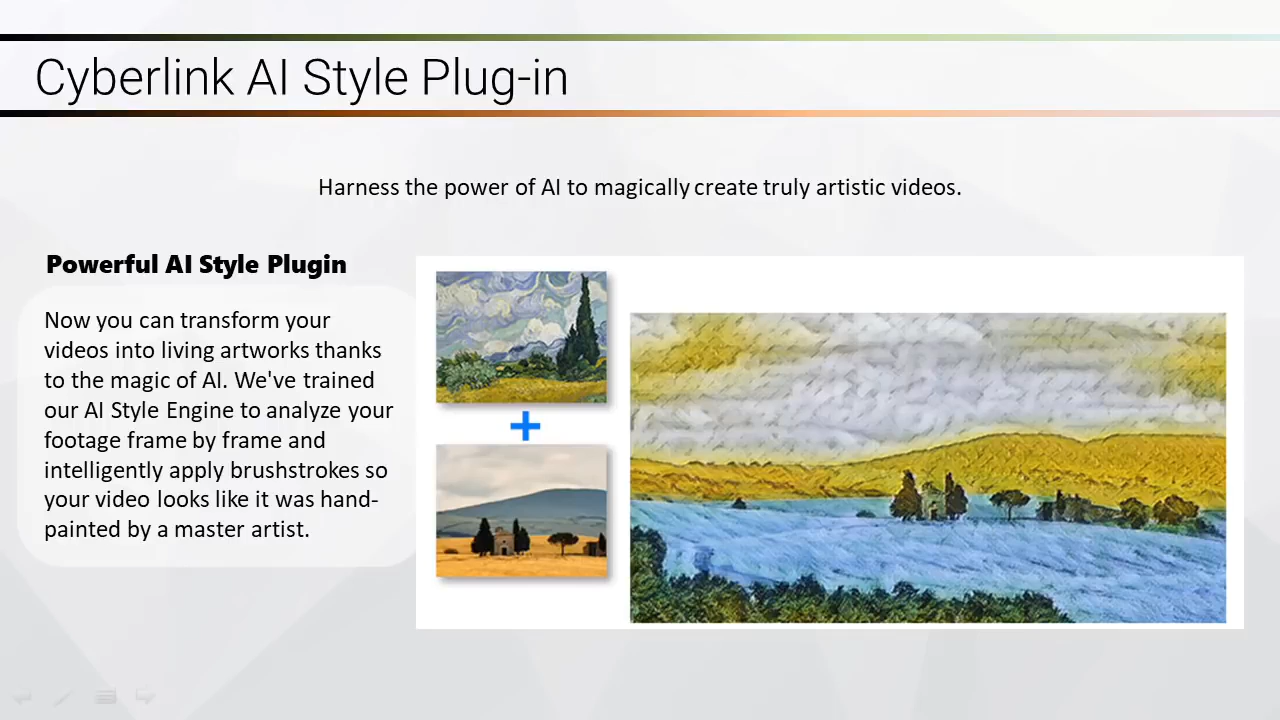 Cyberlink AI Style Plug-in
Harness the power of AI to magically create truly artistic videos.
Powerful AI Style Plugin
Now you can transform your
videos into living artworks thanks
to the magic of AI. We've trained
our AI Style Engine to analyze your
footage frame by frame and
intelligently apply brushstrokes so
your video looks like it was hand-
painted by a master artist.